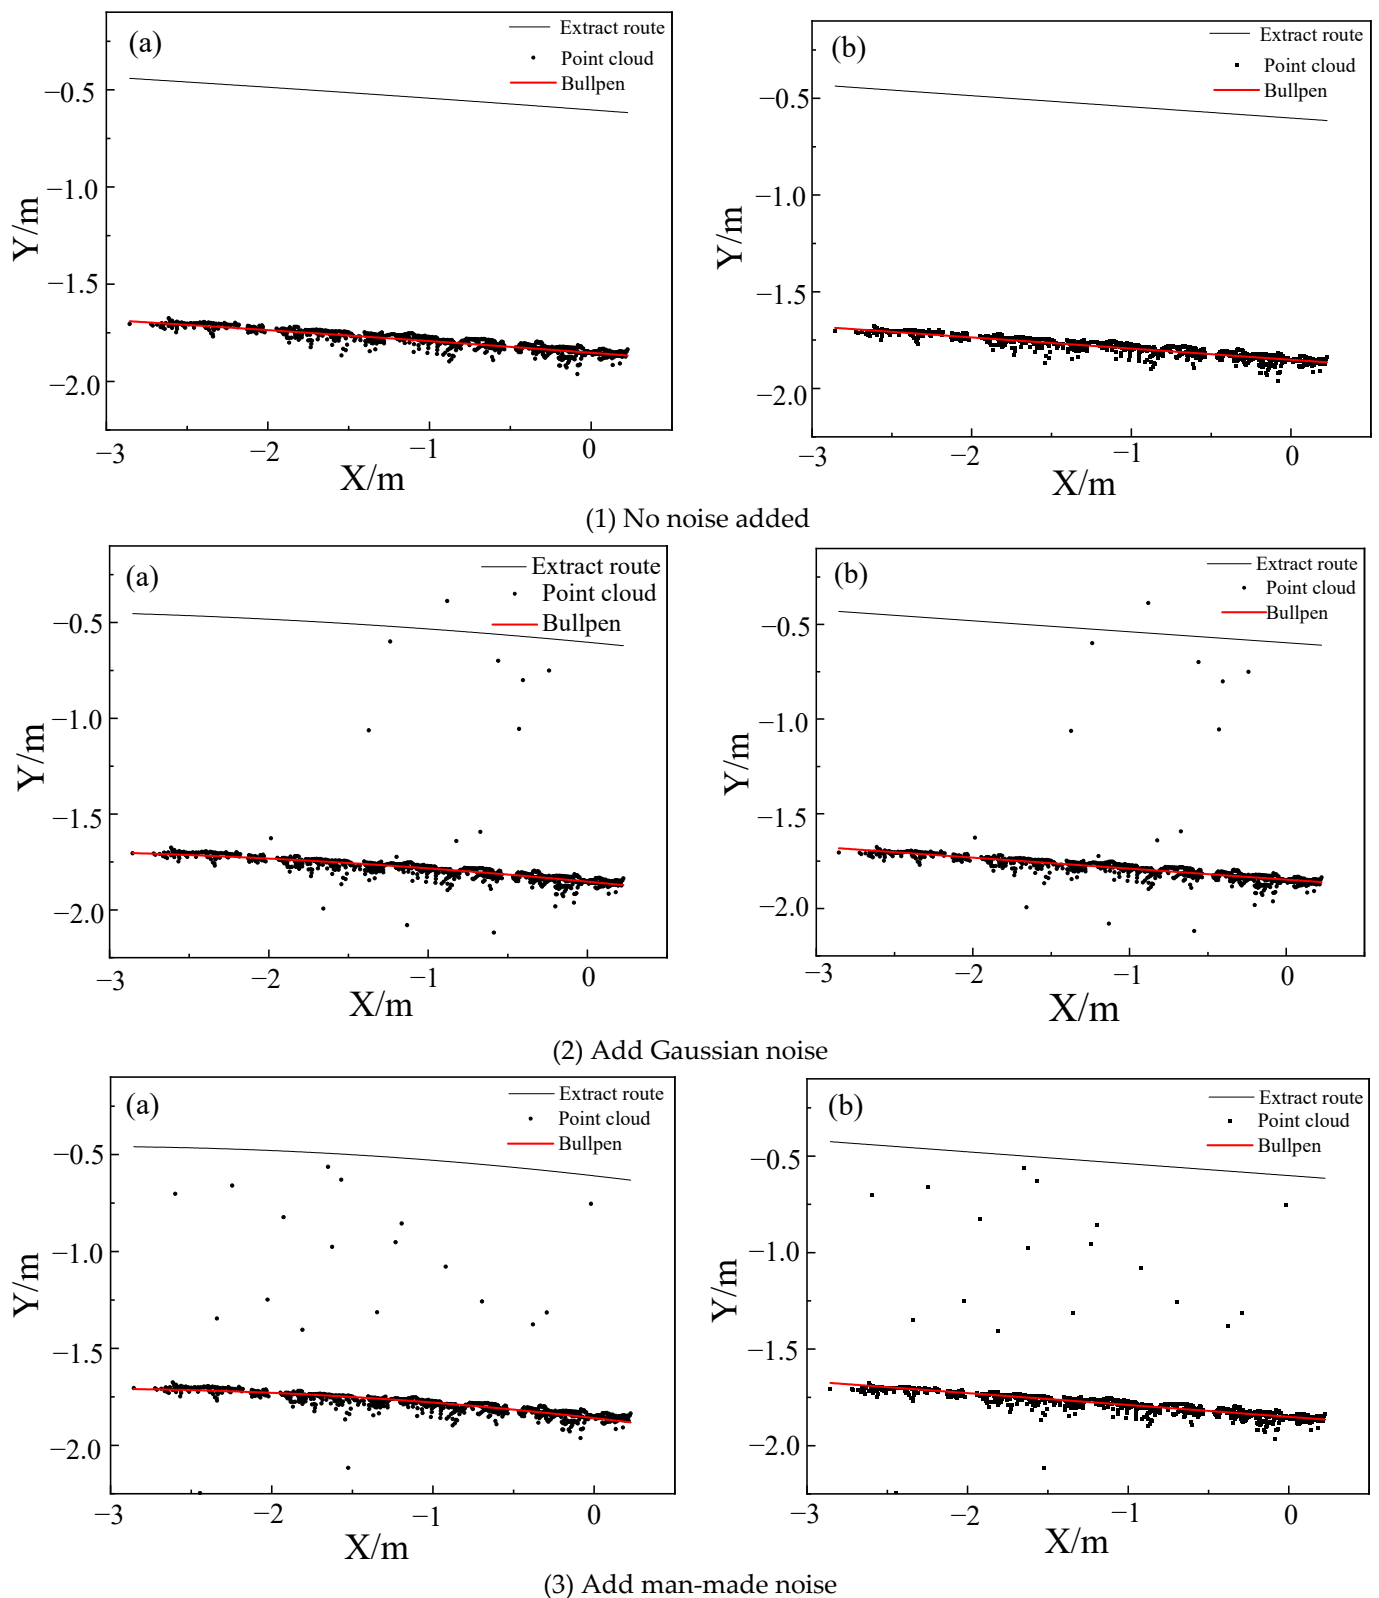 (a)
Extract route
Point cloud
Bullpen
−0.5
−1.0
−1.5
−2.0
Y/m
−3
−2
−1
0
X/m
(b)
Extract route
Point cloud
Bullpen
−0.5
−1.0
−1.5
−2.0
Y/m
−3
−2
−1
0
X/m
(1) No noise added
(a)
Extract route
Point cloud
Bullpen
−0.5
−1.0
−1.5
−2.0
Y/m
−3
−2
−1
0
X/m
(b)
Extract route
Point cloud
Bullpen
−0.5
−1.0
−1.5
−2.0
Y/m
−3
−2
−1
0
X/m
(2) Add Gaussian noise
(a)
Extract route
Point cloud
Bullpen
−0.5
−1.0
−1.5
−2.0
Y/m
−3
−2
−1
0
X/m
(b)
Extract route
Point cloud
Bullpen
−0.5
−1.0
−1.5
−2.0
Y/m
−3
−2
−1
0
X/m
(3) Add man-made noise